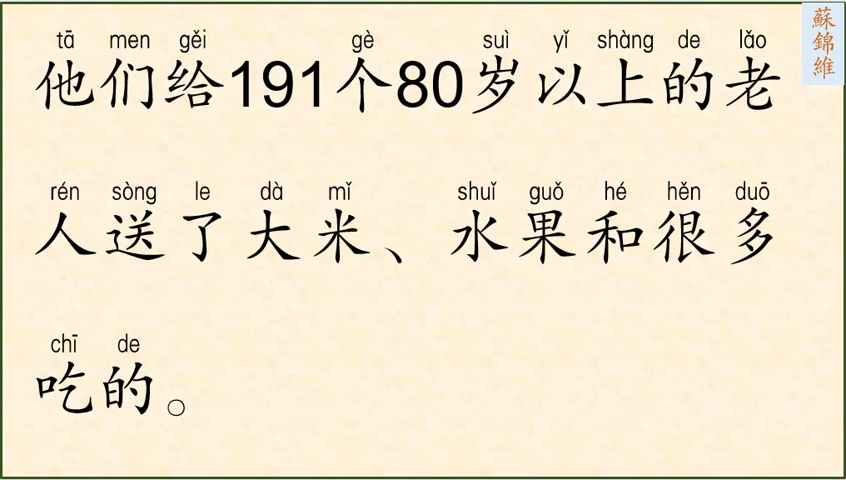 tā men gěi gè suì yǐ shàng de lǎo
他们给191个80岁以上的老
rén sòng le dà mǐ shuǐ guǒ hé hěn duō
人送了大米、水果和很多
chī de
吃的。
蘇錦維